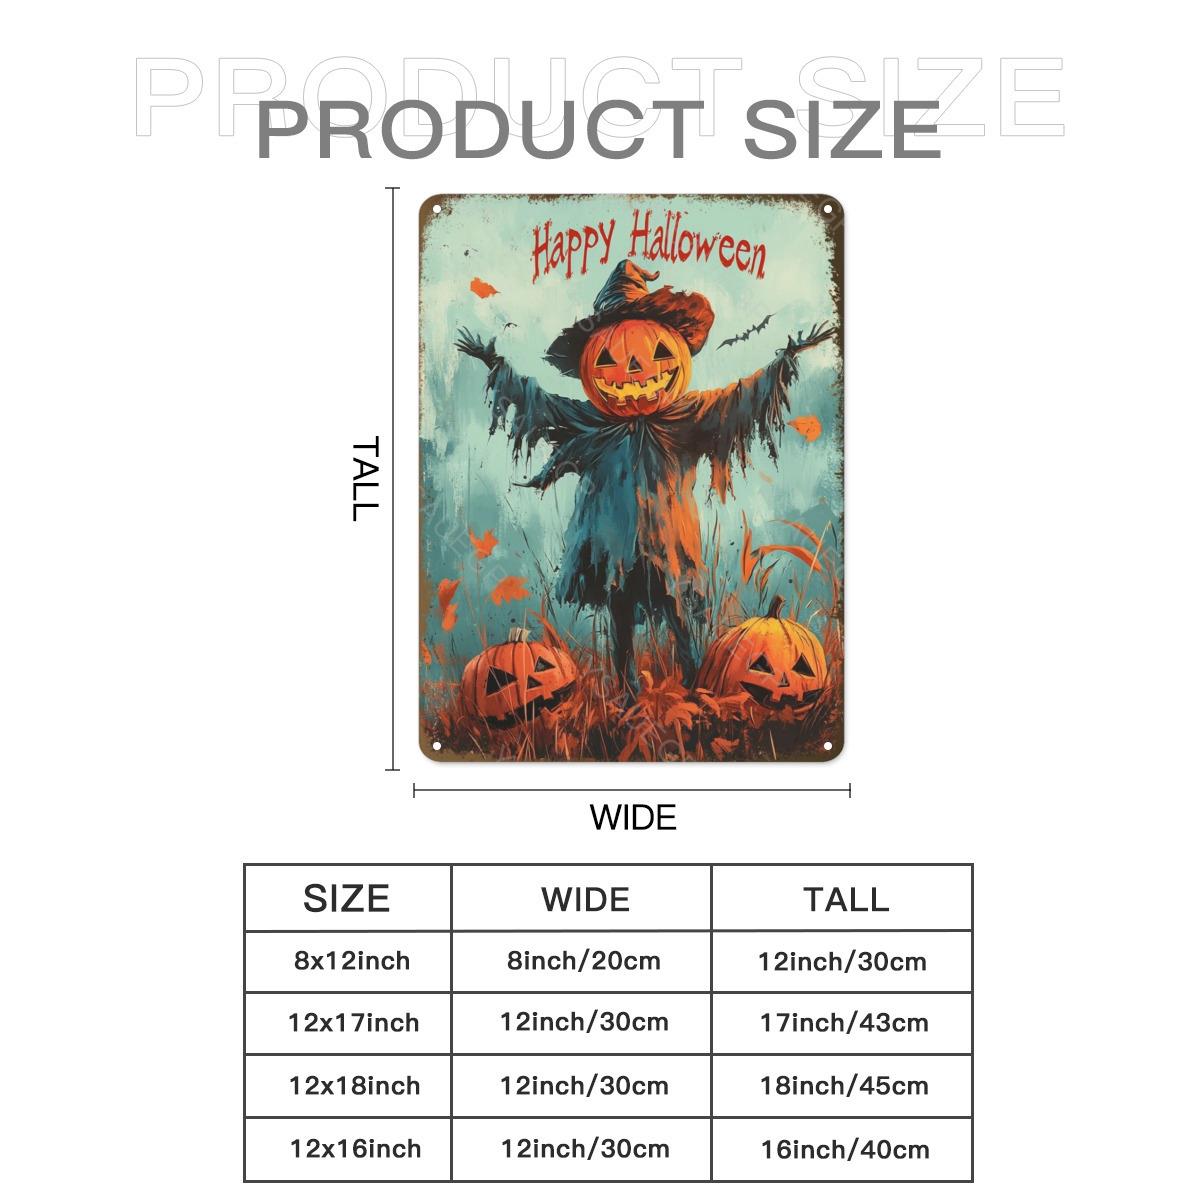 PRODUCT SIZE
PRODUCT SIZE
Happy Halloween
TALL
WIDE
SIZE WIDE TALL
8x12inch 8inch/20cm 12inch/30cm
12x17inch 12inch/30cm 17inch/43cm
12x18inch 12inch/30cm 18inch/45cm
12x16inch 12inch/30cm 16inch/40cm